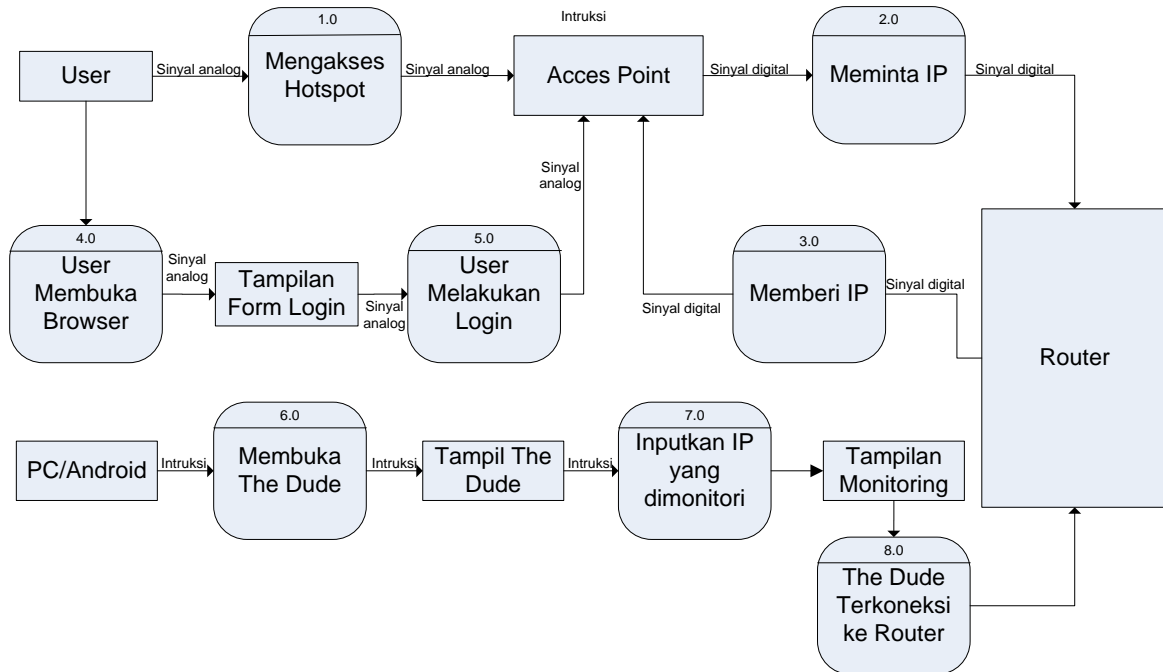 1.0
Intruksi
2.0
User
Sinyal analog
Mengakses
Hotspot
Sinyal analog
Acces Point
Sinyal digital
Meminta IP
Sinyal digital
Sinyal
analog
4.0
User
Membuka
Browser
Sinyal
analog
Tampilan
Form Login
Sinyal
analog
5.0
User
Melakukan
Login
Sinyal digital
3.0
Memberi IP
Sinyal digital
Router
PC/Android
Intruksi
6.0
Membuka
The Dude
Intruksi
Tampil The
Dude
Intruksi
7.0
Inputkan IP
yang
dimonitori
Tampilan
Monitoring
8.0
The Dude
Terkoneksi
ke Router